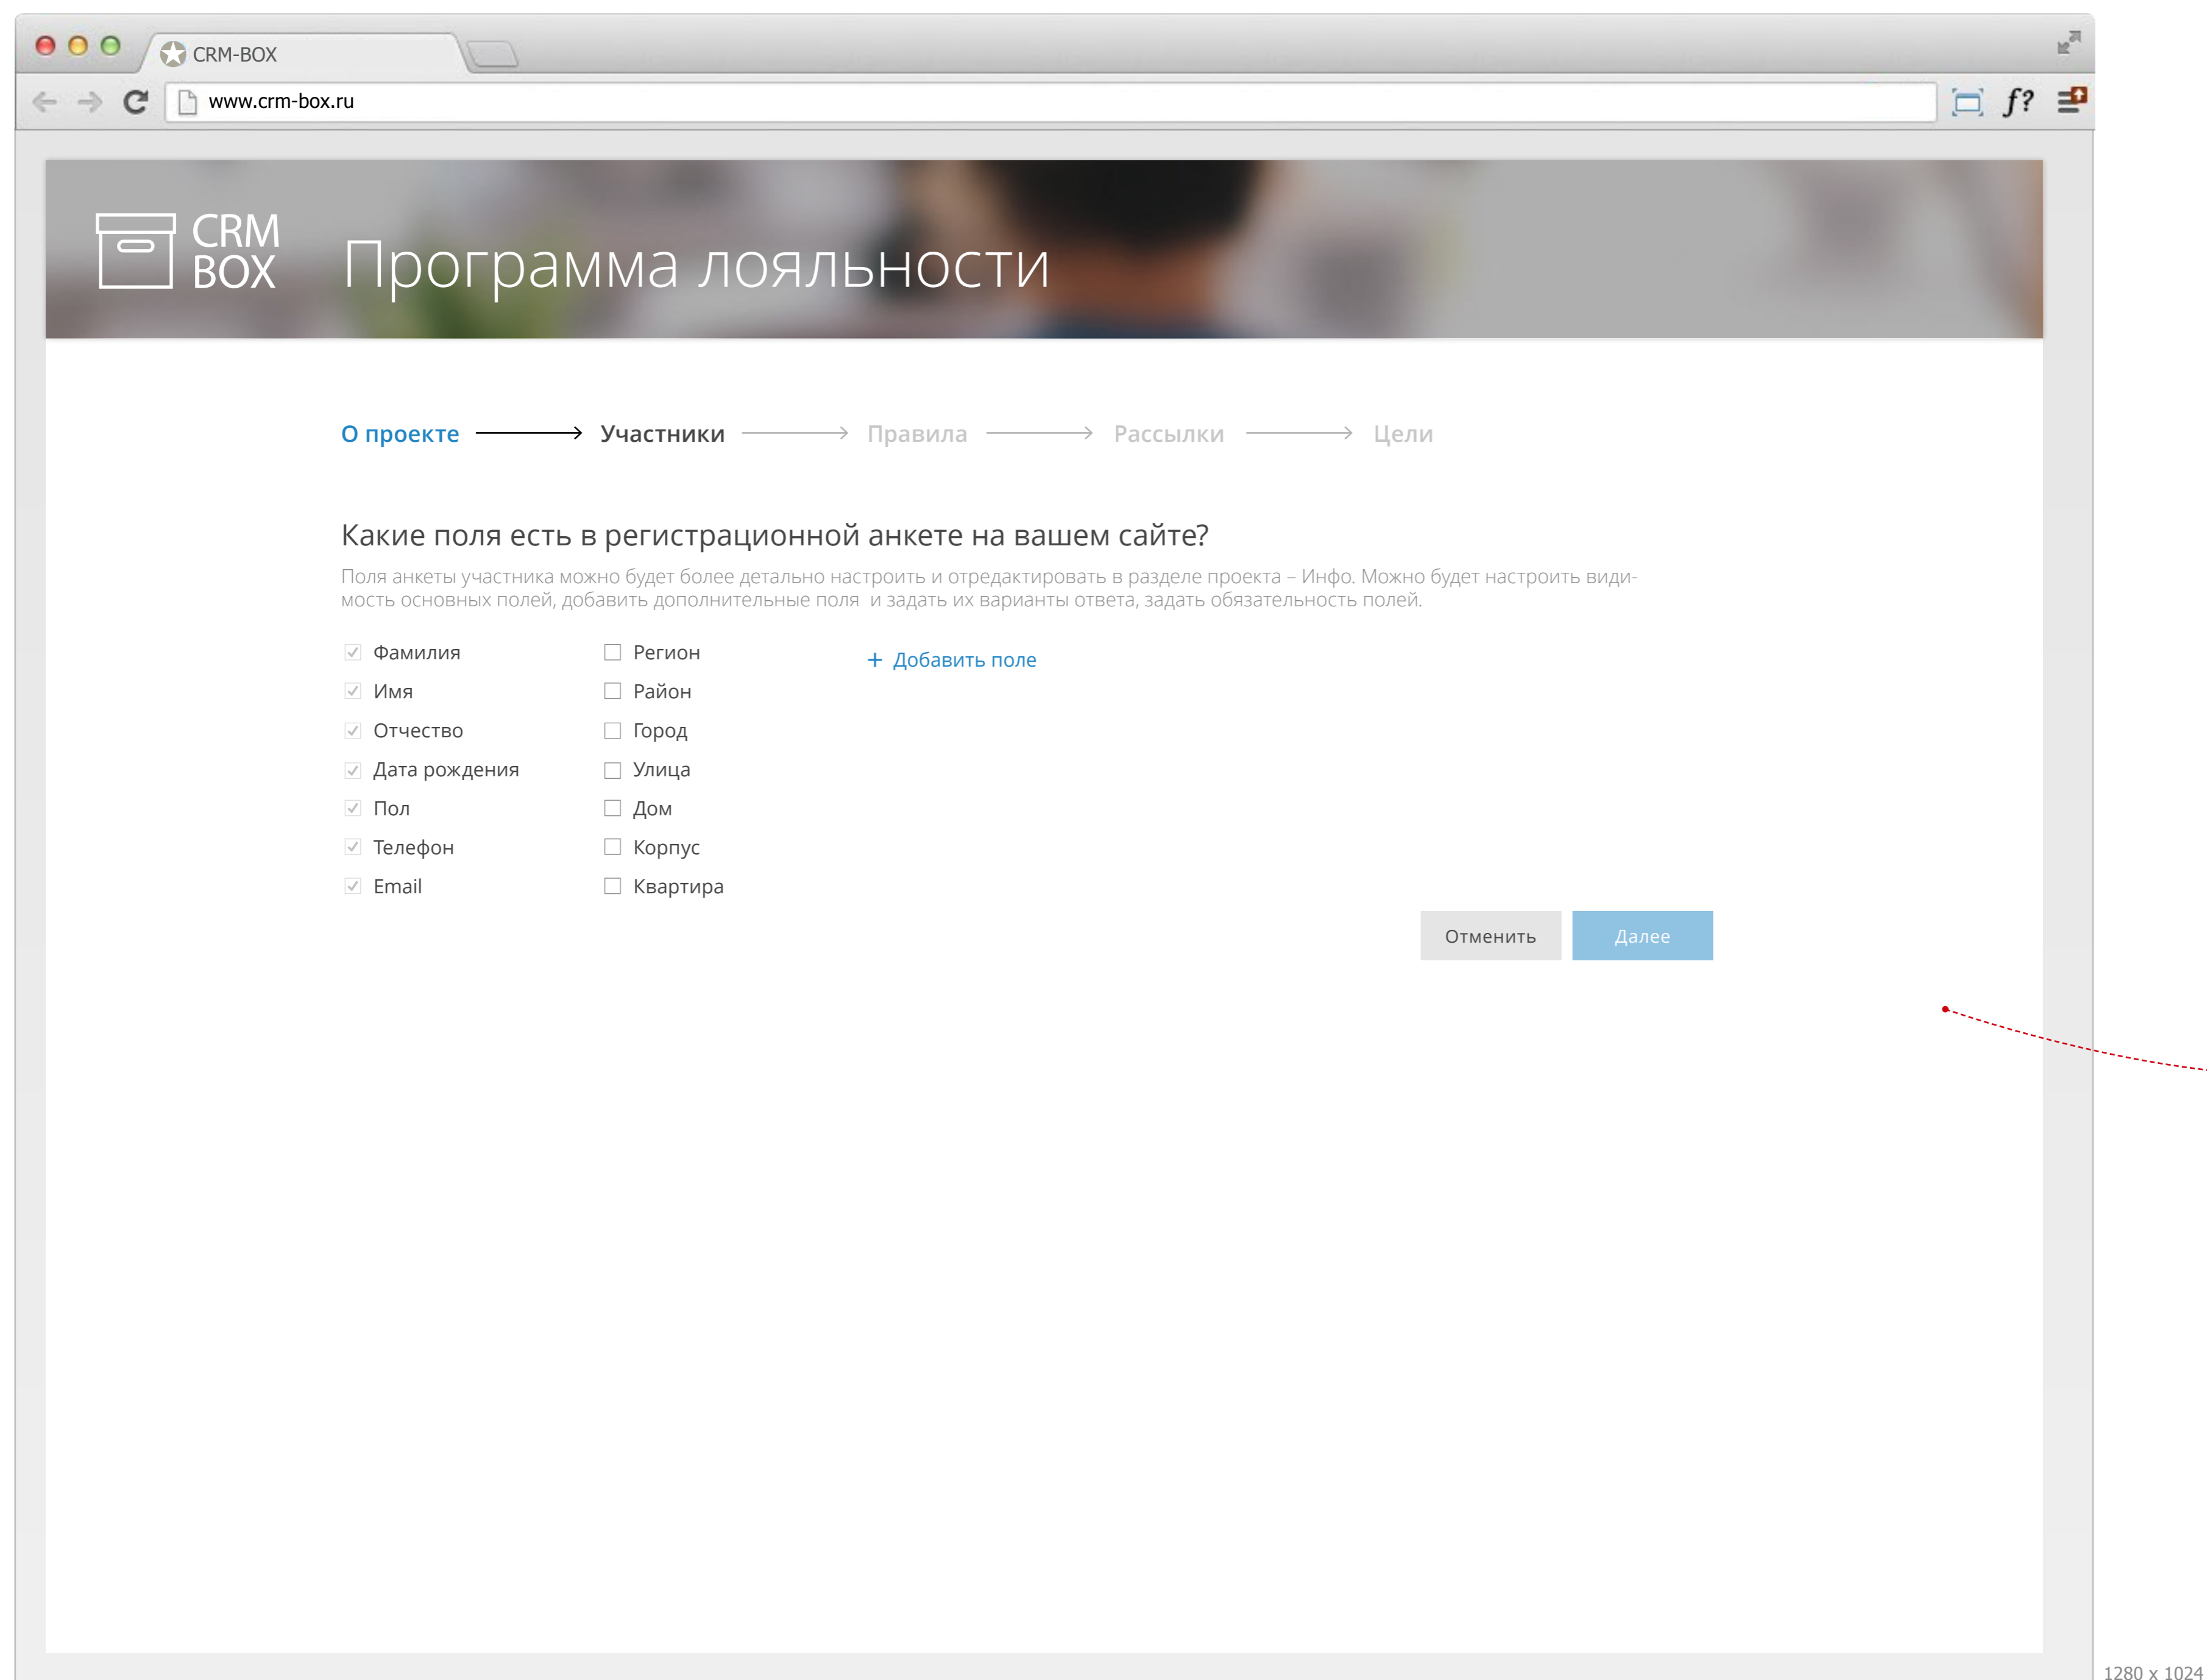 CRM-BOX
www.crm-box.ru
f?
CRM
BOX
Программа лояльности
О проекте Участники Правила Рассылки Цели
Какие поля есть в регистрационной анкете на вашем сайте?
Поля анкеты участника можно будет более детально настроить и отредактировать в разделе проекта – Инфо. Можно будет настроить види-
мость основных полей, добавить дополнительные поля и задать их варианты ответа, задать обязательность полей.
Фамилия Регион + Добавить поле
Имя Район
Отчество Город
Дата рождения Улица
Пол Дом
Телефон Корпус
Email Квартира
Отменить Далее
1280 x 1024